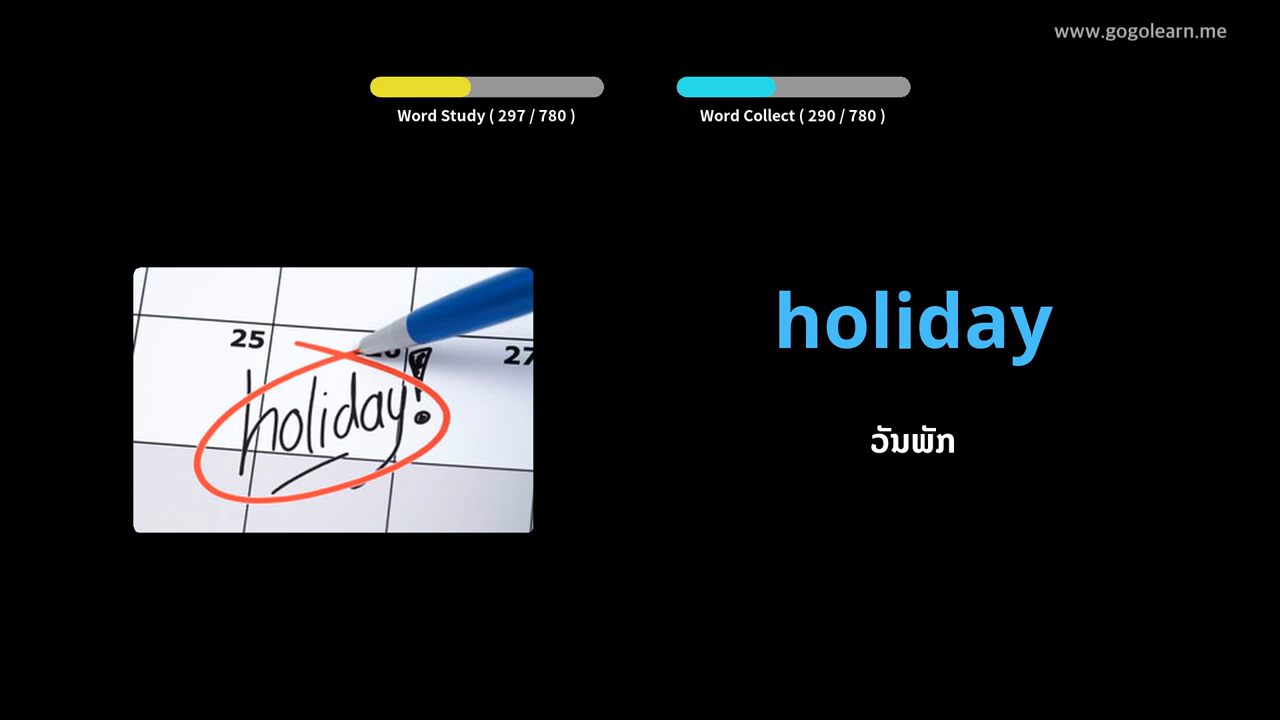 www.gogolearn.me
Word Study ( 297 / 780 )
Word Collect ( 290 / 780 )
25
27
holiday!
holiday
ວັນພັກ